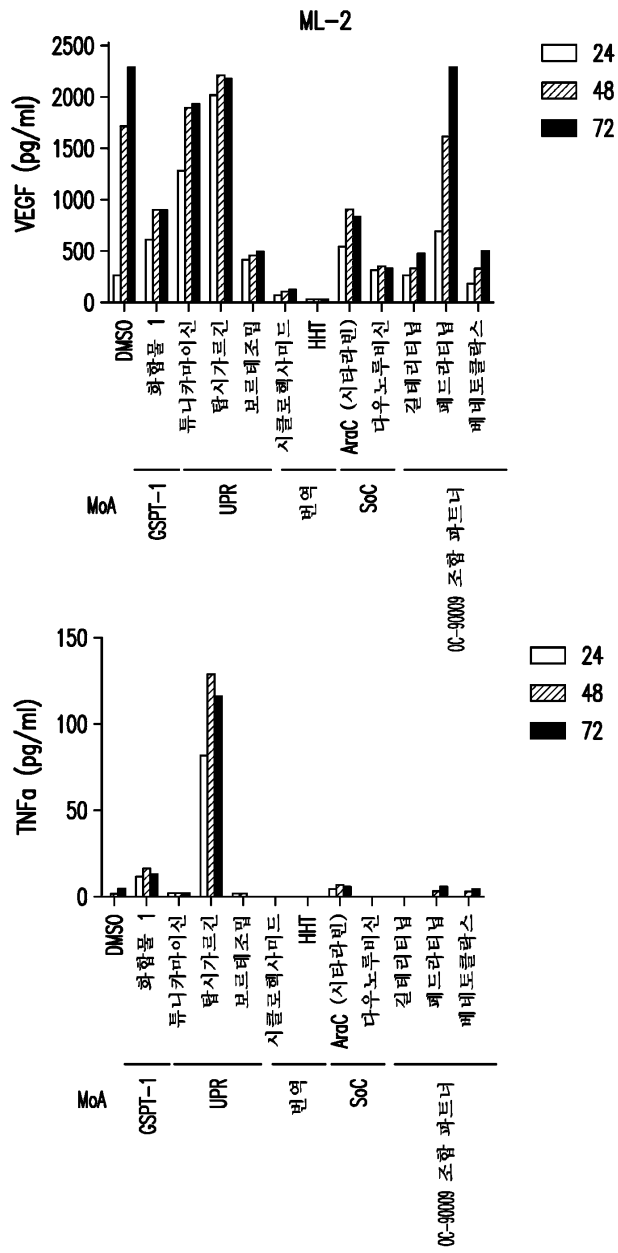 ML-2
VEGF (pg/ml)
2500
2000
1500
1000
500
0
24
48
72
DMSO
화합물 1
튜니카마이신
탑시가르긴
보르테조밉
시클로헥사미드
HHT
AraC (시타라빈)
다우노루비신
길테리티닙
페드라티닙
베네토클락스
MoA
GSPT-1
UPR
번역
SoC
OC-90009 조합 파트너
TNFa (pg/ml)
150
100
50
0
24
48
72
DMSO
화합물 1
튜니카마이신
탑시가르긴
보르테조밉
시클로헥사미드
HHT
AraC (시타라빈)
다우노루비신
길테리티닙
페드라티닙
베네토클락스
MoA
GSPT-1
UPR
번역
SoC
OC-90009 조합 파트너